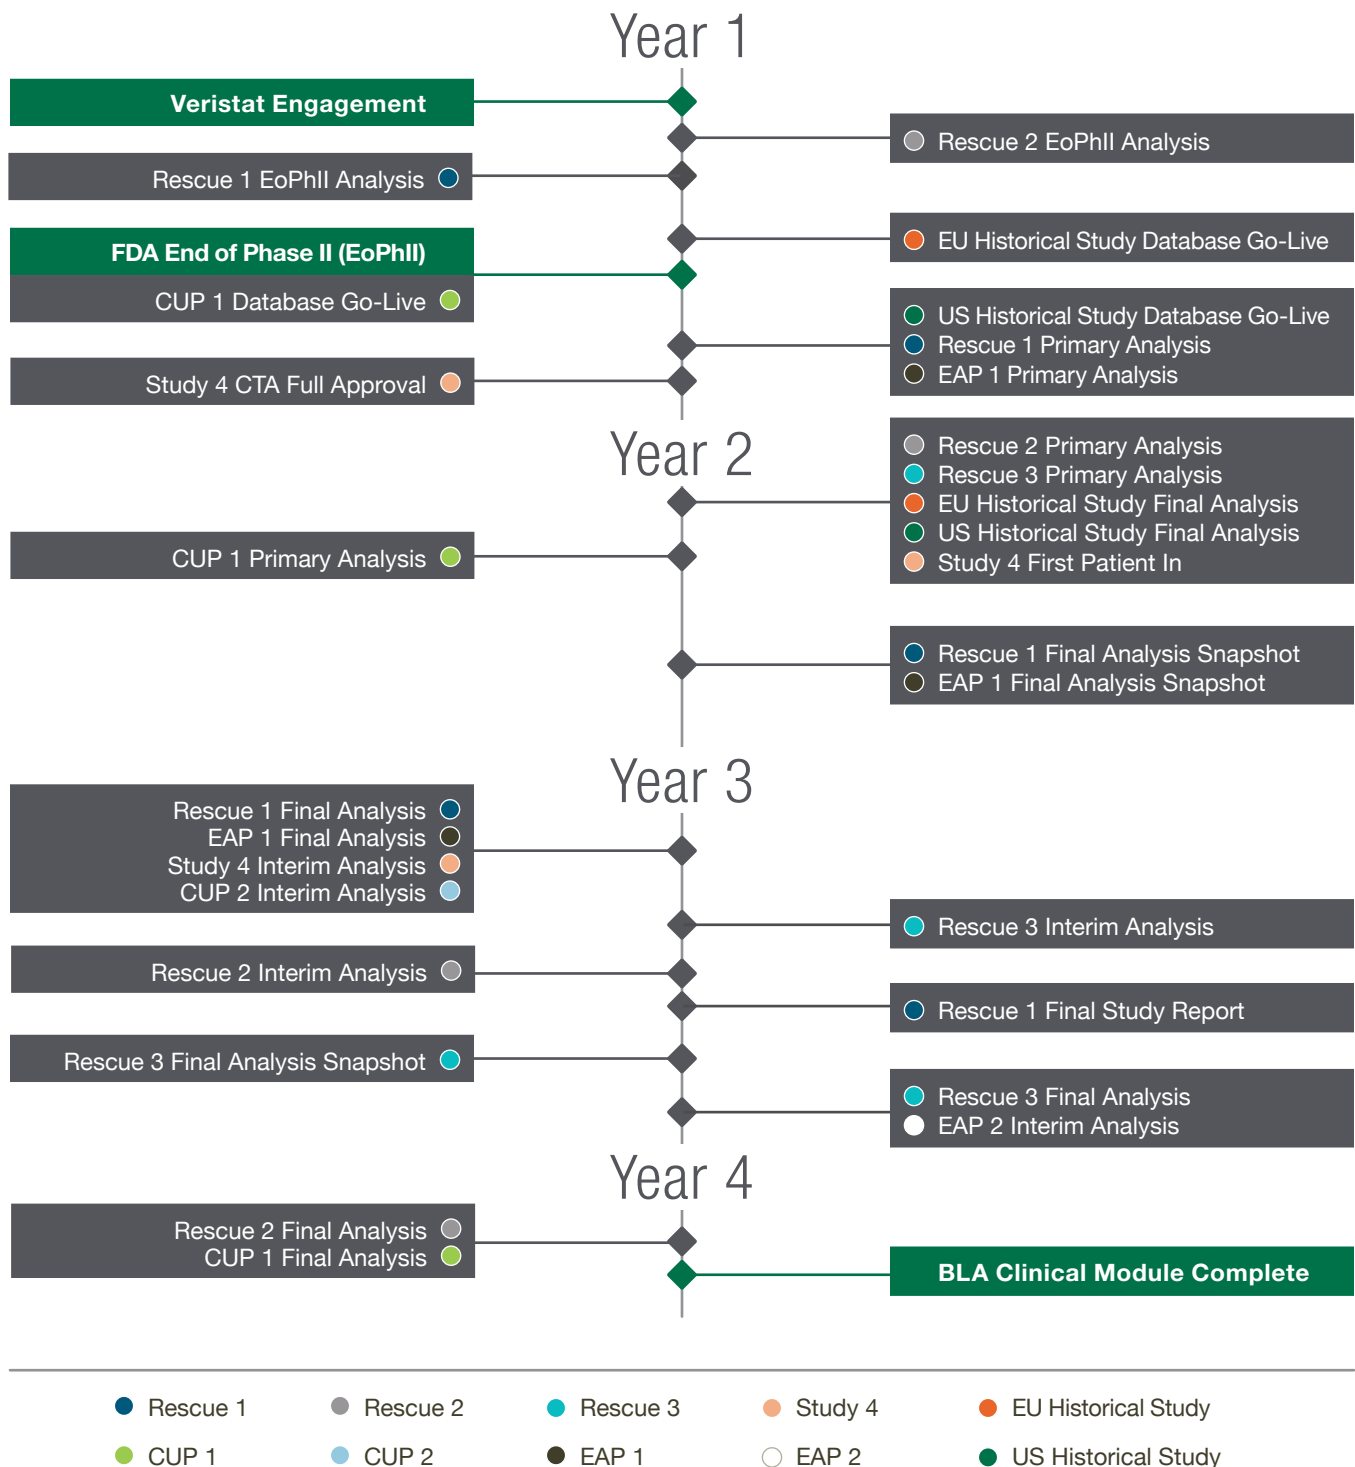 Year 1
Veristat Engagement
Rescue 2 EoPhII Analysis
Rescue 1 EoPhII Analysis
EU Historical Study Database Go-Live
FDA End of Phase II (EoPhII)
CUP 1 Database Go-Live
US Historical Study Database Go-Live
Rescue 1 Primary Analysis
EAP 1 Primary Analysis
Study 4 CTA Full Approval
Year 2
Rescue 2 Primary Analysis
Rescue 3 Primary Analysis
EU Historical Study Final Analysis
US Historical Study Final Analysis
Study 4 First Patient In
CUP 1 Primary Analysis
Rescue 1 Final Analysis Snapshot
EAP 1 Final Analysis Snapshot
Year 3
Rescue 1 Final Analysis
EAP 1 Final Analysis
Study 4 Interim Analysis
CUP 2 Interim Analysis
Rescue 3 Interim Analysis
Rescue 2 Interim Analysis
Rescue 1 Final Study Report
Rescue 3 Final Analysis Snapshot
Rescue 3 Final Analysis
EAP 2 Interim Analysis
Year 4
Rescue 2 Final Analysis
CUP 1 Final Analysis
BLA Clinical Module Complete
Rescue 1
Rescue 2
Rescue 3
Study 4
EU Historical Study
CUP 1
CUP 2
EAP 1
EAP 2
US Historical Study